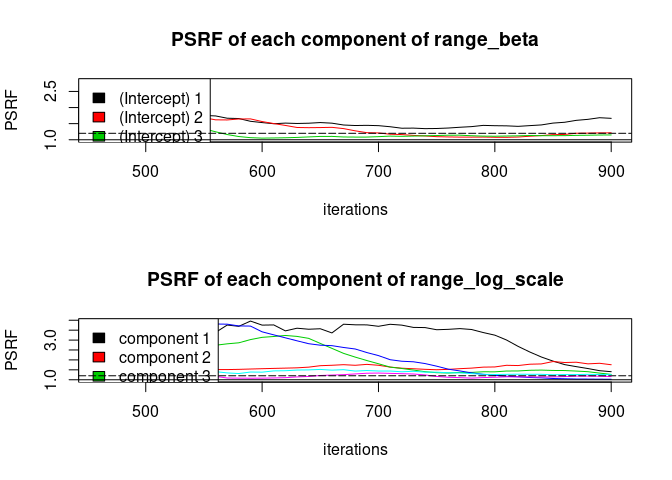 PSRF of each component of range_beta
PSRF
2.5
1.0
(Intercept) 1
(Intercept) 2
(Intercept) 3
500 600 700 800 900
iterations
PSRF of each component of range_log_scale
PSRF
3.0
1.0
component 1
component 2
component 3
500 600 700 800 900
iterations